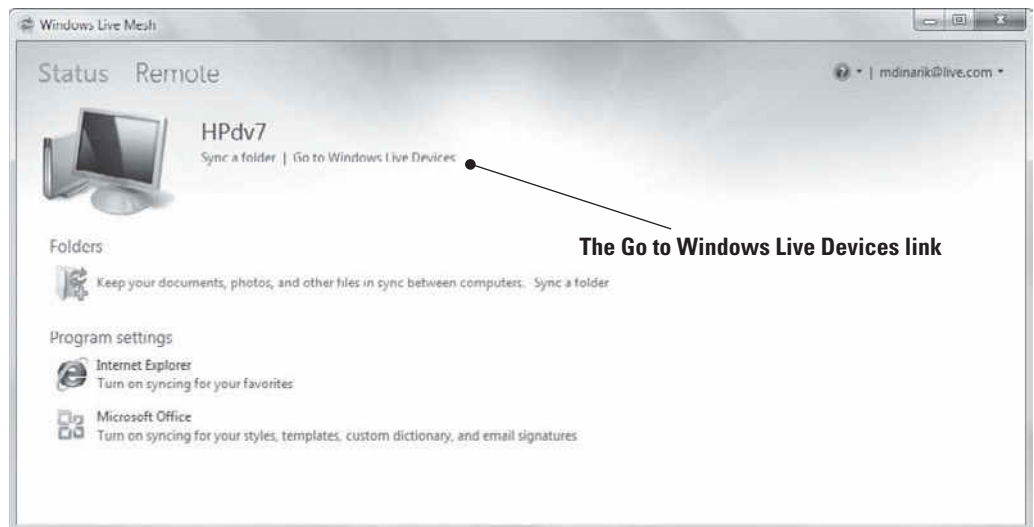 Windows Live Mesh
Status Remote
mdinarik@live.com
HPdv7
Sync a folder | Go to Windows Live Devices
The Go to Windows Live Devices link
Folders
Keep your documents, photos, and other files in sync between computers. Sync a folder
Program settings
Internet Explorer
Turn on syncing for your favorites
Microsoft Office
Turn on syncing for your styles, templates, custom dictionary, and email signatures